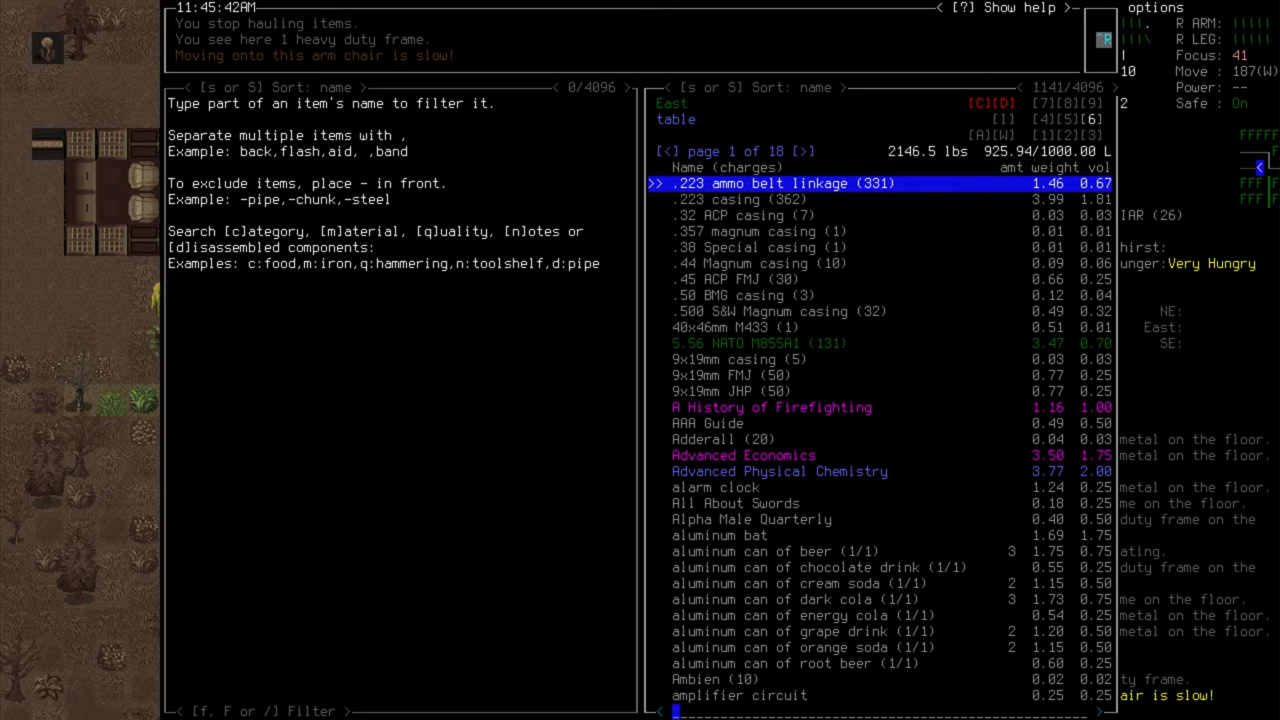 11:45:42AM
< [?] Show help >
options
You stop hauling items.
You see here 1 heavy duty frame.
Moving onto this arm chair is slow!
R ARM: |||||
R LEG: |||||
Focus: 41
10 Move : 187(W)
Power: --
2 Safe : On
< [s or S] Sort: name > < 0/4096 >
Type part of an item's name to filter it.
Separate multiple items with ,
Example: back,flash,aid, ,band
To exclude items, place - in front.
Example: -pipe,-chunk,-steel
Search [c]ategory, [m]aterial, [q]uality, [n]otes or
[d]isassembled components:
Examples: c:food,m:iron,q:hammering,n:toolshelf,d:pipe
< [f, F or /] Filter >
< [s or S] Sort: name > < 1141/4096 >
East [C][D] [7][8][9]
table [I] [4][5][6]
[A][W] [1][2][3]
[<] page 1 of 18 [>] 2146.5 lbs 925.94/1000.00 L
Name (charges) amt weight vol
>> .223 ammo belt linkage (331) 1.46 0.67
.223 casing (362) 3.99 1.81
.32 ACP casing (7) 0.03 0.03
.357 magnum casing (1) 0.01 0.01
.38 Special casing (1) 0.01 0.01
.44 Magnum casing (10) 0.09 0.06
.45 ACP FMJ (30) 0.66 0.25
.50 BMG casing (3) 0.12 0.04
.500 S&W Magnum casing (32) 0.49 0.32
40x46mm M433 (1) 0.51 0.01
5.56 NATO M855A1 (131) 3.47 0.70
9x19mm casing (5) 0.03 0.03
9x19mm FMJ (50) 0.77 0.25
9x19mm JHP (50) 0.77 0.25
A History of Firefighting 1.16 1.00
AAA Guide 0.49 0.50
Adderall (20) 0.04 0.03
Advanced Economics 3.50 1.75
Advanced Physical Chemistry 3.77 2.00
alarm clock 1.24 0.25
All About Swords 0.18 0.25
Alpha Male Quarterly 0.40 0.50
aluminum bat 1.69 1.75
aluminum can of beer (1/1) 3 1.75 0.75
aluminum can of chocolate drink (1/1) 0.55 0.25
aluminum can of cream soda (1/1) 2 1.15 0.50
aluminum can of dark cola (1/1) 3 1.73 0.75
aluminum can of energy cola (1/1) 0.54 0.25
aluminum can of grape drink (1/1) 2 1.20 0.50
aluminum can of orange soda (1/1) 2 1.15 0.50
aluminum can of root beer (1/1) 0.60 0.25
Ambien (10) 0.02 0.02
amplifier circuit 0.25 0.25
FFFFF
FFF
FFF
IAR (26)
hirst:
unger:Very Hungry
NE:
East:
SE:
metal on the floor.
metal on the floor.
metal on the floor.
me on the floor.
duty frame on the
ating.
duty frame on the
me on the floor.
metal on the floor.
metal on the floor.
ty frame.
air is slow!